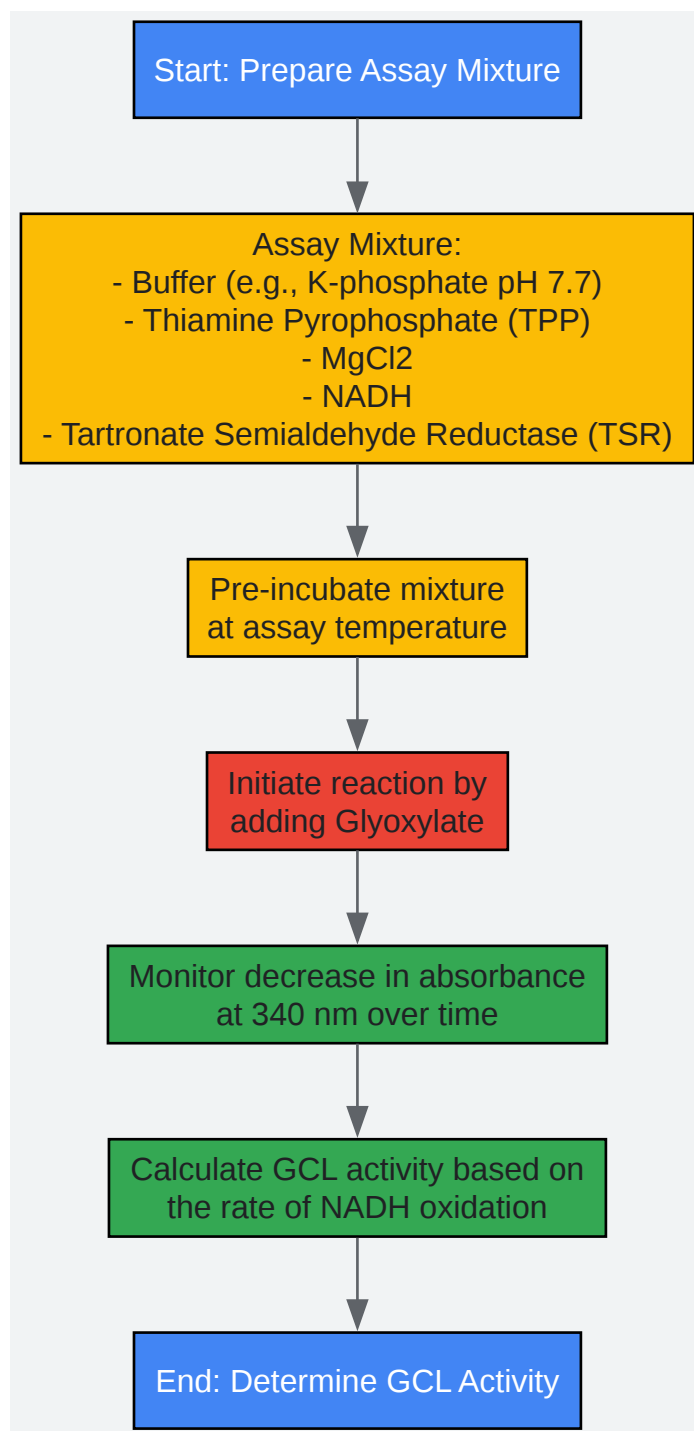 Start: Prepare Assay Mixture
Assay Mixture:
- Buffer (e.g., K-phosphate pH 7.7)
- Thiamine Pyrophosphate (TPP)
- MgCl2
- NADH
- Tartronate Semialdehyde Reductase (TSR)
Pre-incubate mixture
at assay temperature
Initiate reaction by
adding Glyoxylate
Monitor decrease in absorbance
at 340 nm over time
Calculate GCL activity based on
the rate of NADH oxidation
End: Determine GCL Activity